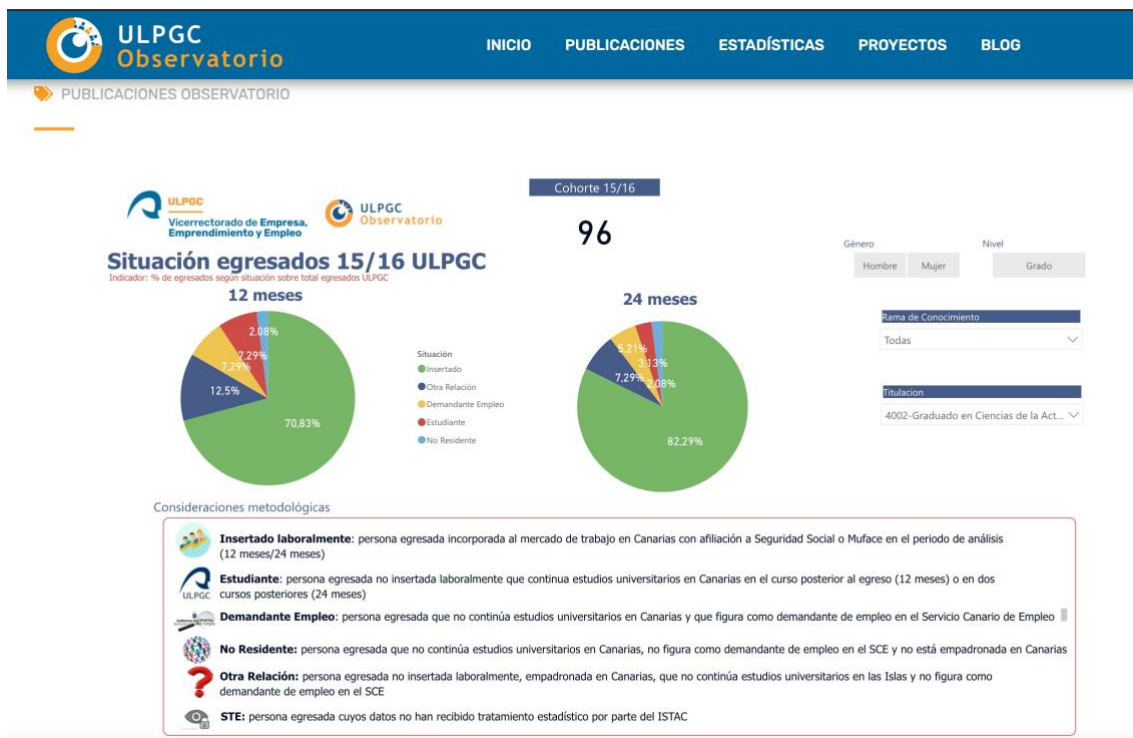 ULPGC
Observatorio
INICIO PUBLICACIONES ESTADÍSTICAS PROYECTOS BLOG
PUBLICACIONES OBSERVATORIO
ULPGC
Vicerrectorado de Empresa,
Emprendimiento y Empleo
ULPGC
Observatorio
Cohorte 15/16
96
Situación egresados 15/16 ULPGC
Indicador: % de egresados según situación sobre total egresados ULPGC
Género
Hombre Mujer
Nivel
Grado
Rama de Conocimiento
Todas
Titulacion
4002-Graduado en Ciencias de la Act...
12 meses
2,08%
7,29%
7,29%
12,5%
70,83%
Situación
Insertado
Otra Relación
Demandante Empleo
Estudiante
No Residente
24 meses
5,21%
3,13%
7,29%
2,08%
82,29%
Consideraciones metodológicas
Insertado laboralmente: persona egresada incorporada al mercado de trabajo en Canarias con afiliación a Seguridad Social o Muface en el periodo de análisis
(12 meses/24 meses)
ULPGC
Estudiante: persona egresada no insertada laboralmente que continua estudios universitarios en Canarias en el curso posterior al egreso (12 meses) o en dos
cursos posteriores (24 meses)
Demandante Empleo: persona egresada que no continúa estudios universitarios en Canarias y que figura como demandante de empleo en el Servicio Canario de Empleo
No Residente: persona egresada que no continúa estudios universitarios en Canarias, no figura como demandante de empleo en el SCE y no está empadronada en Canarias
Otra Relación: persona egresada no insertada laboralmente, empadronada en Canarias, que no continúa estudios universitarios en las Islas y no figura como
demandante de empleo en el SCE
STE: persona egresada cuyos datos no han recibido tratamiento estadístico por parte del ISTAC